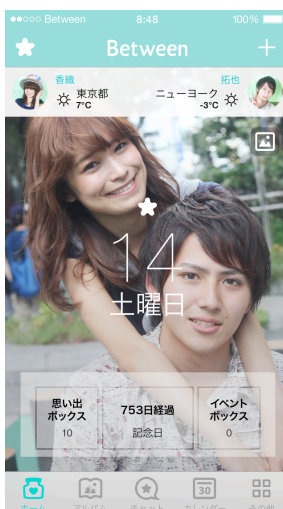 Between 8:48 100%
Between
香織 拓也
東京都 ニューヨーク
7°C -3°C
14
土曜日
思い出
ボックス
10
753日経過
記念日
イベント
ボックス
0
30
ホーム アルバム チャット カレンダー その他